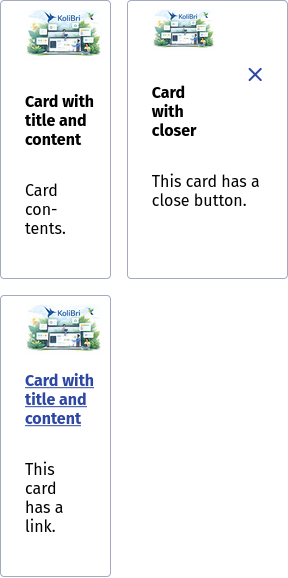 KoliBri
Card with
title and
content
Card
con-
tents.
KoliBri
Card
with
closer
This card has a
close button.
KoliBri
Card with
title and
content
This
card
has a
link.